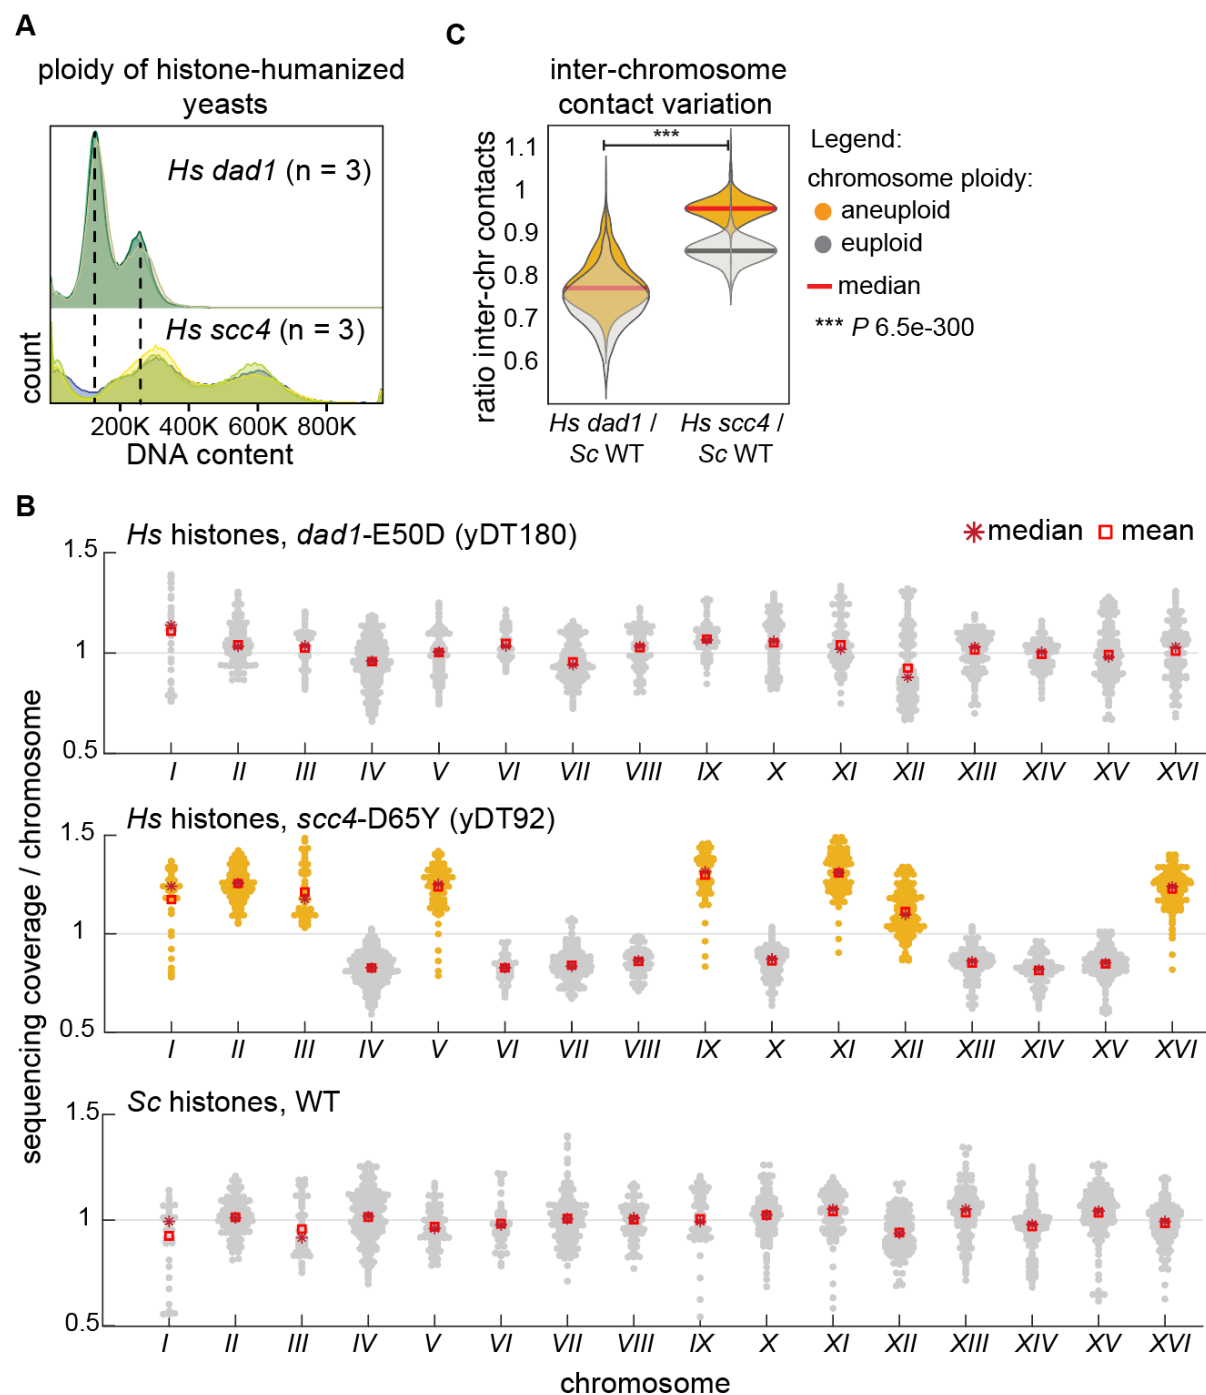 A
ploidy of histone-humanized
yeasts
Hs dad1 (n = 3)
Hs scc4 (n = 3)
count
200K 400K 600K 800K
DNA content
C
inter-chromosome
contact variation
ratio inter-chr contacts
1.1
1
0.9
0.8
0.7
0.6
***
Hs dad1 /
Sc WT
Hs scc4 /
Sc WT
Legend:
chromosome ploidy:
aneuploid
euploid
median
*** P 6.5e-300
B
sequencing coverage / chromosome
Hs histones, dad1-E50D (yDT180)
median mean
1.5
1
0.5
I II III IV V VI VII VIII IX X XI XII XIII XIV XV XVI
Hs histones, scc4-D65Y (yDT92)
1.5
1
0.5
I II III IV V VI VII VIII IX X XI XII XIII XIV XV XVI
Sc histones, WT
1.5
1
0.5
I II III IV V VI VII VIII IX X XI XII XIII XIV XV XVI
chromosome